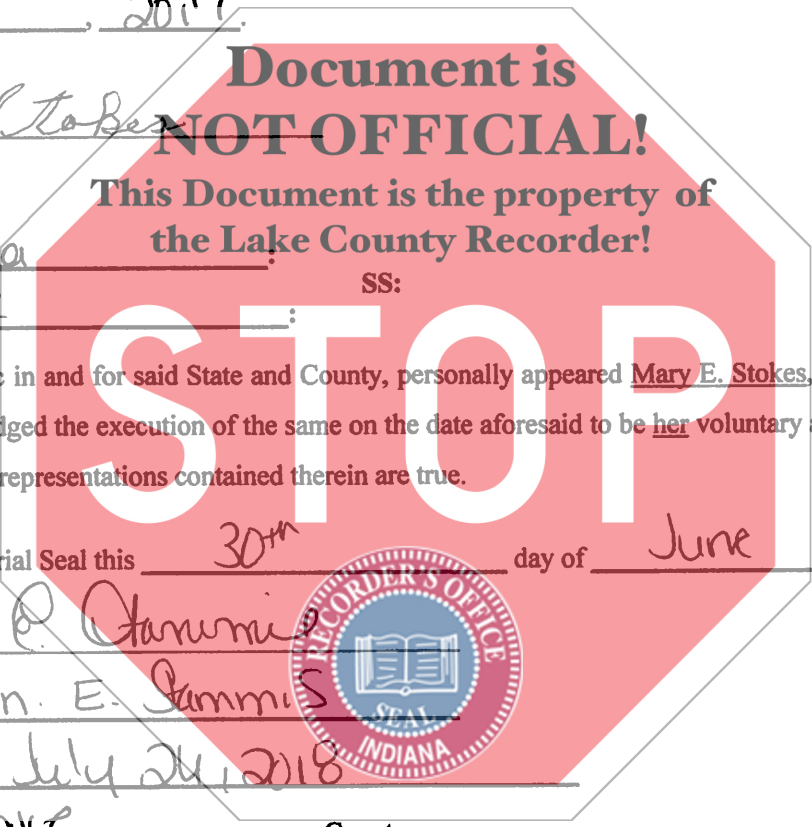 , 2017.
Document is
Stokes
NOT OFFICIAL!
This Document is the property of
the Lake County Recorder!
:
SS:
:
STOP
in and for said State and County, personally appeared Mary E. Stokes,
dged the execution of the same on the date aforesaid to be her voluntary a
representations contained therein are true.
rial Seal this 30th day of June
RECORDER'S OFFICE
SEAL
INDIANA
n. E. Stammis
July 24, 2018